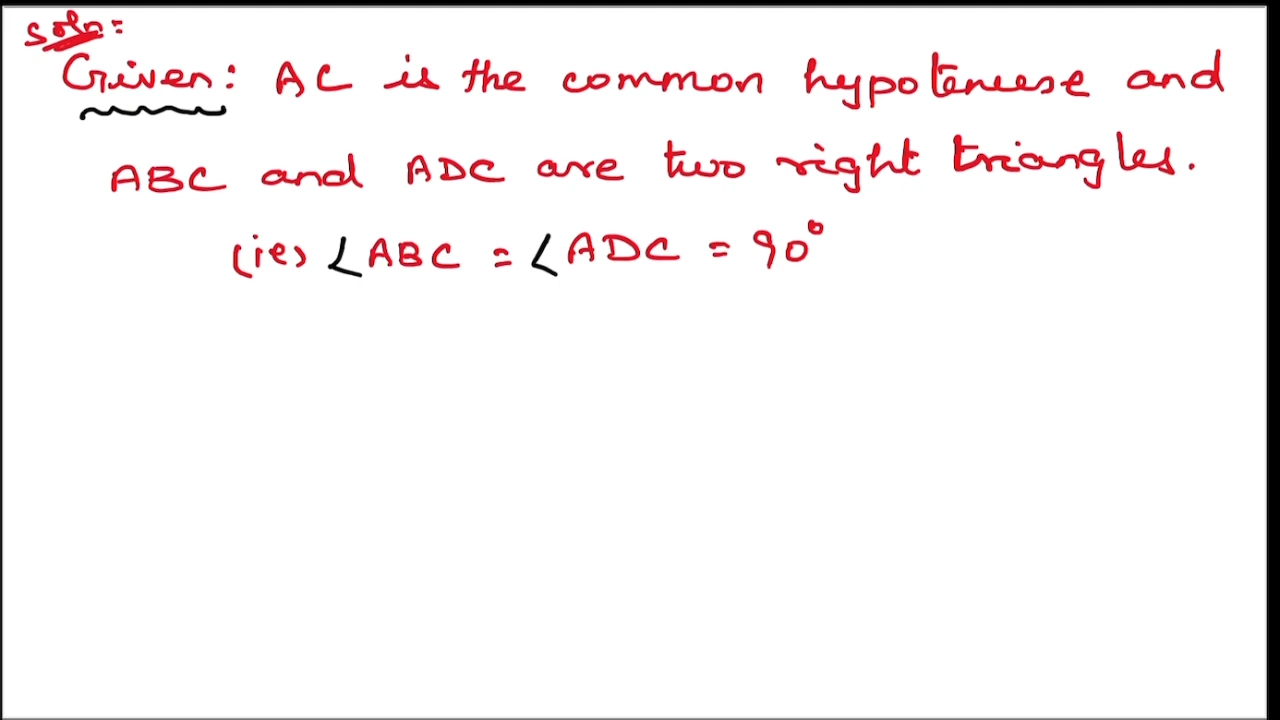 Soln:
Given: AC is the common hypotenuse and
ABC and ADC are two right triangles.
(ie) ∠ABC = ∠ADC = 90°